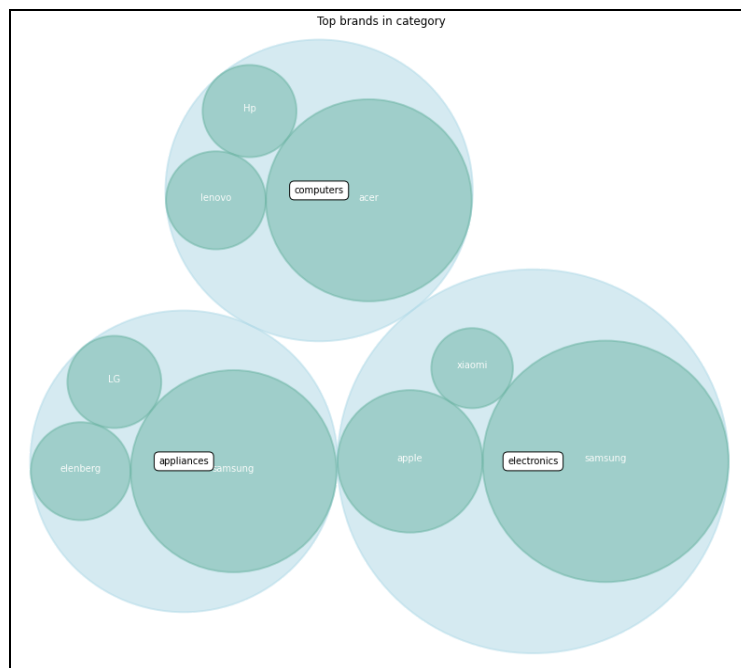 Top brands in category
Hp
computers
lenovo
acer
LG
xiaomi
appliances
elenberg
samsung
apple
electronics
samsung